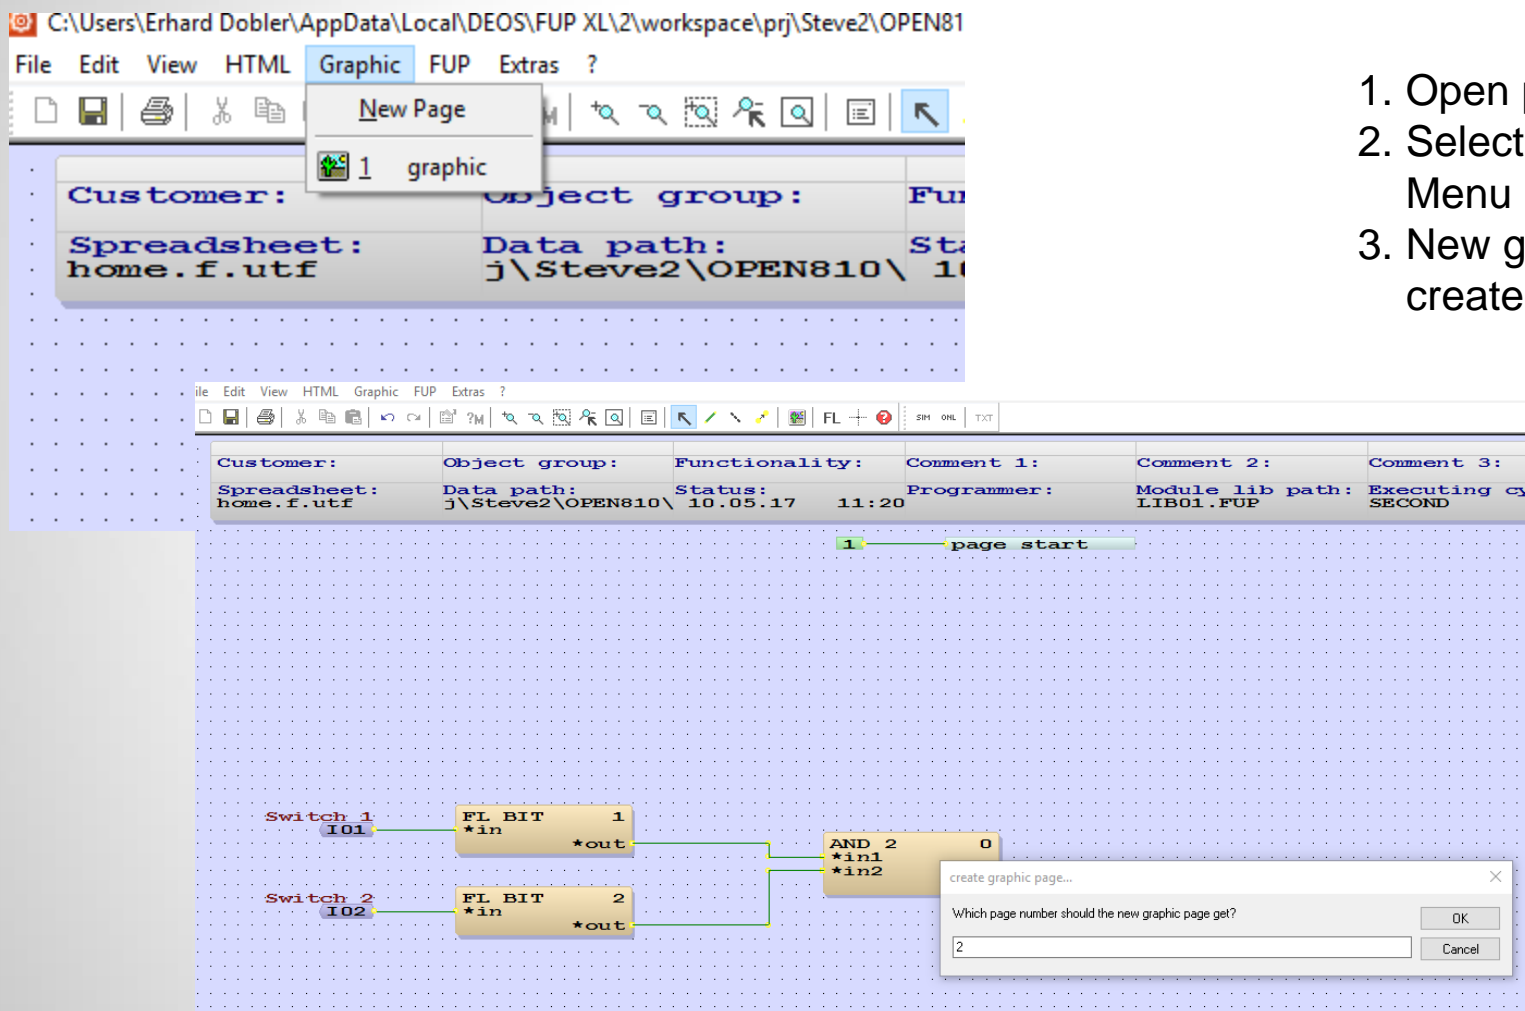 C:\Users\Erhard Dobler\AppData\Local\DEOS\FUP XL\2\workspace\prj\Steve2\OPEN81
File Edit View HTML Graphic FUP Extras ?
New Page
1 graphic
Customer: Object group:
Spreadsheet: Data path:
home.f.utf j\Steve2\OPEN810\
1. Open
2. Select
Menu
3. New
create
Edit View HTML Graphic FUP Extras ?
?M FL SIM ONL TXT
Customer: Object group: Functionality: Comment 1: Comment 2: Comment 3:
Spreadsheet: Data path: Status: Programmer: Module lib path: Executing
home.f.utf j\Steve2\OPEN810\ 10.05.17 11:20 LIB01.FUP SECOND
1 page start
Switch 1 FL BIT 1
I01 *in
*out
AND 2 0
*in1
*in2
Switch 2 FL BIT 2
I02 *in
*out
create graphic page...
Which page number should the new graphic page get?
OK
2
Cancel